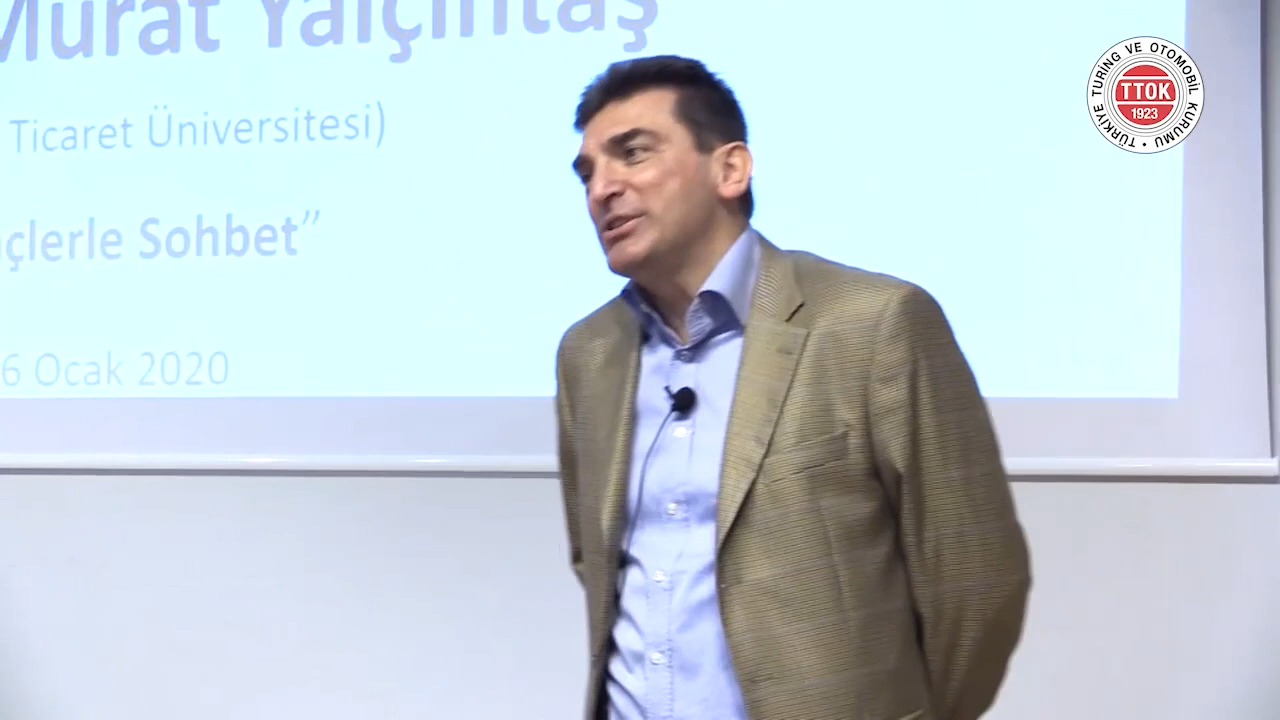 Murat Yalçıntaş
Ticaret Üniversitesi)
çlerle Sohbet”
6 Ocak 2020
TÜRKİYE TURİNG VE OTOMOBİL KURUMU
TTOK
1923